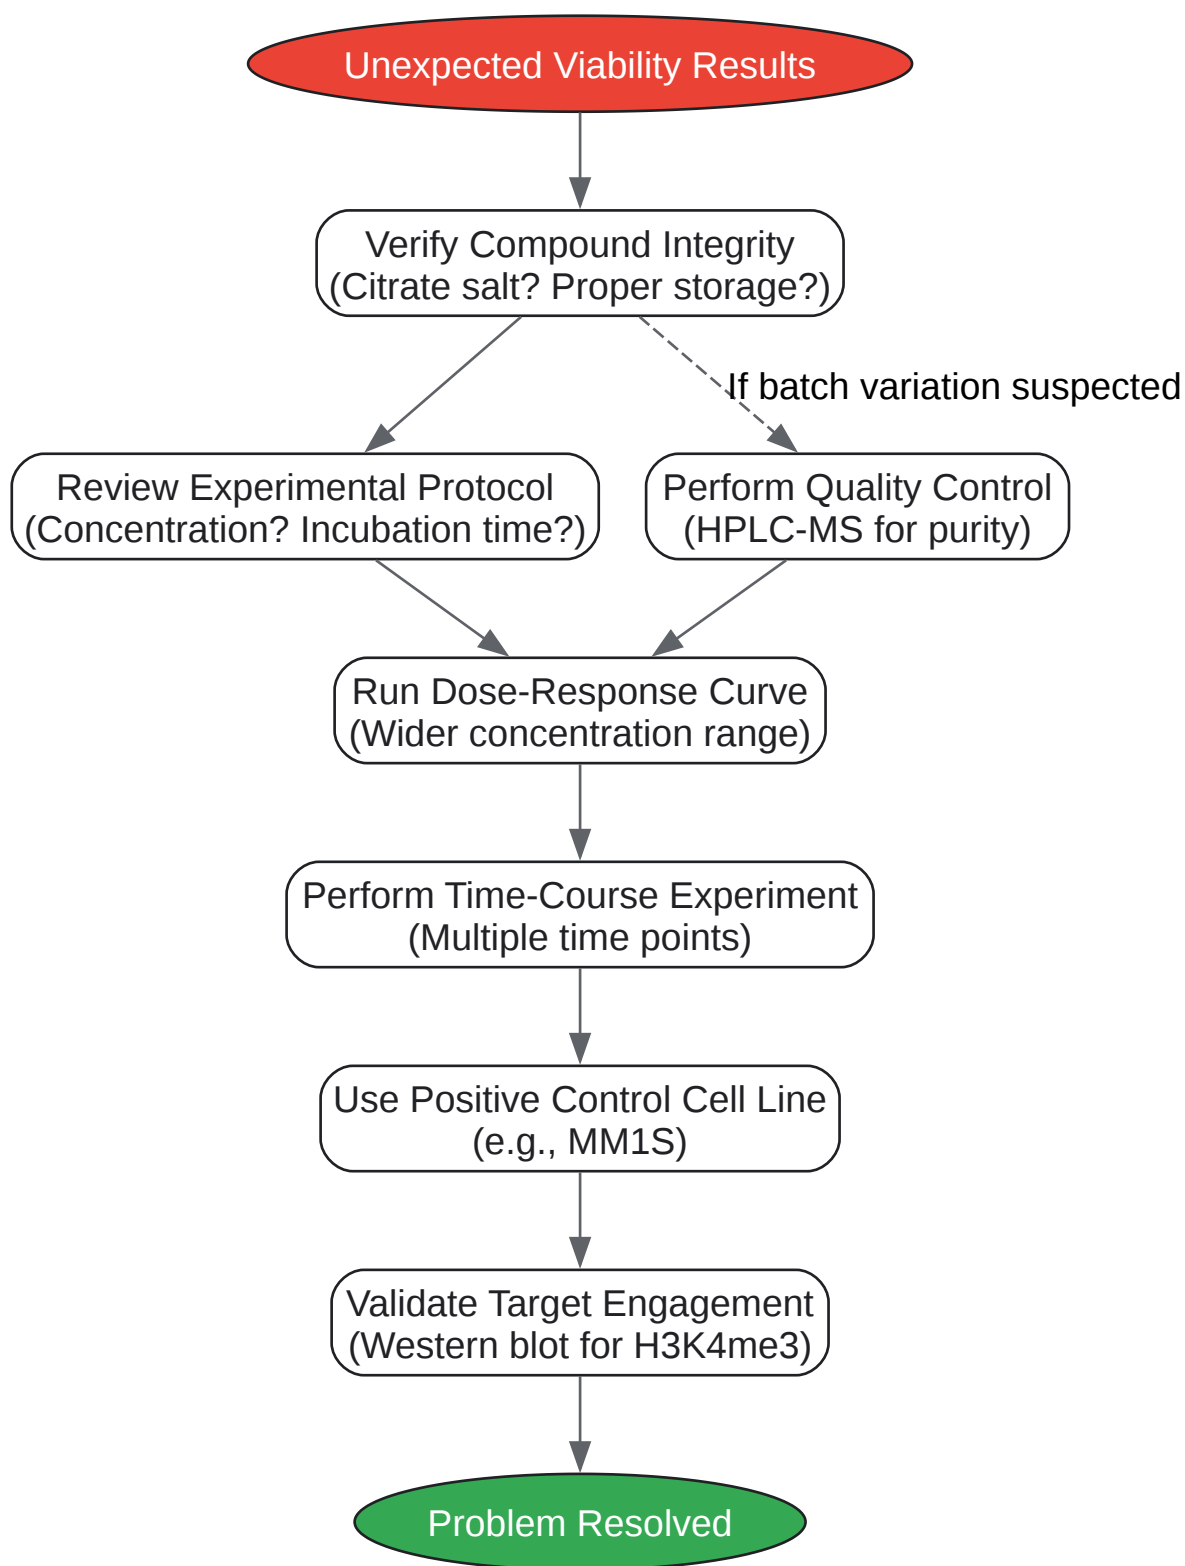 Unexpected Viability Results
Verify Compound Integrity
(Citrate salt? Proper storage?)
If batch variation suspected
Review Experimental Protocol
(Concentration? Incubation time?)
Perform Quality Control
(HPLC-MS for purity)
Run Dose-Response Curve
(Wider concentration range)
Perform Time-Course Experiment
(Multiple time points)
Use Positive Control Cell Line
(e.g., MM1S)
Validate Target Engagement
(Western blot for H3K4me3)
Problem Resolved